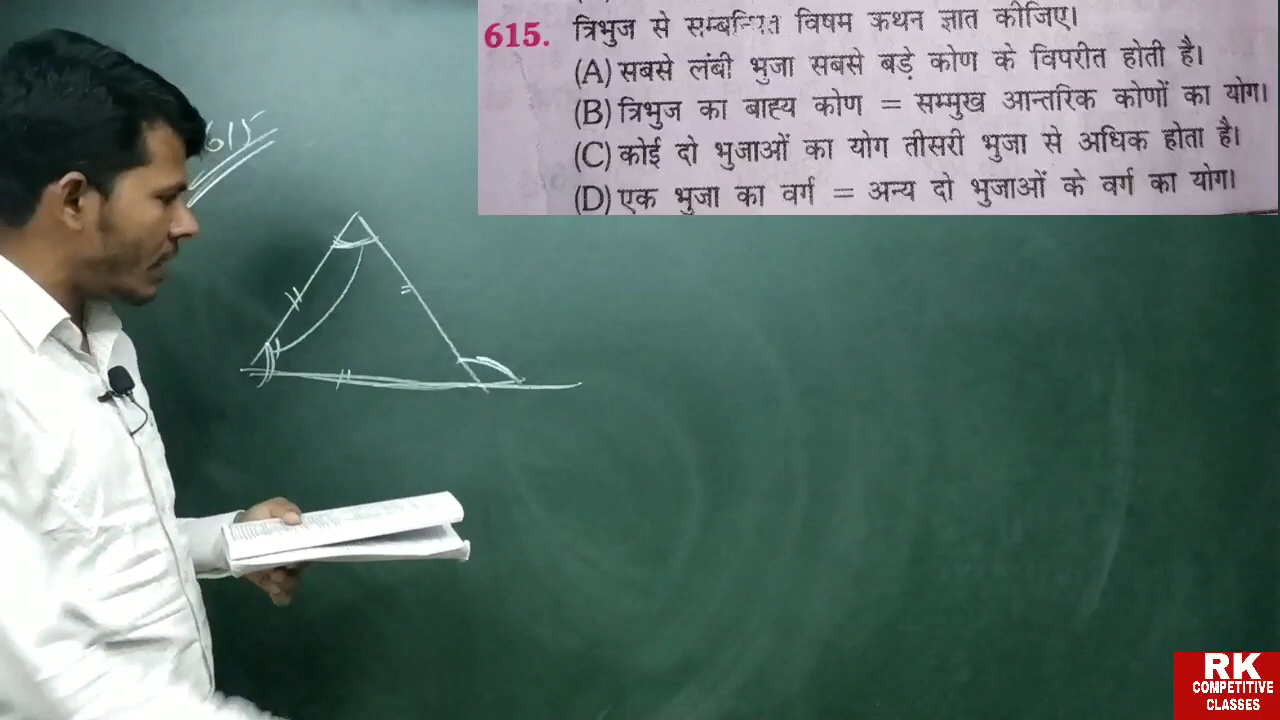 615. त्रिभुज से सम्बन्धित विषम कथन ज्ञात कीजिए।
(A) सबसे लंबी भुजा सबसे बड़े कोण के विपरीत होती है।
(B) त्रिभुज का बाह्य कोण = सम्मुख आन्तरिक कोणों का योग।
(C) कोई दो भुजाओं का योग तीसरी भुजा से अधिक होता है।
(D) एक भुजा का वर्ग = अन्य दो भुजाओं के वर्ग का योग।
615
RK
COMPETITIVE
CLASSES